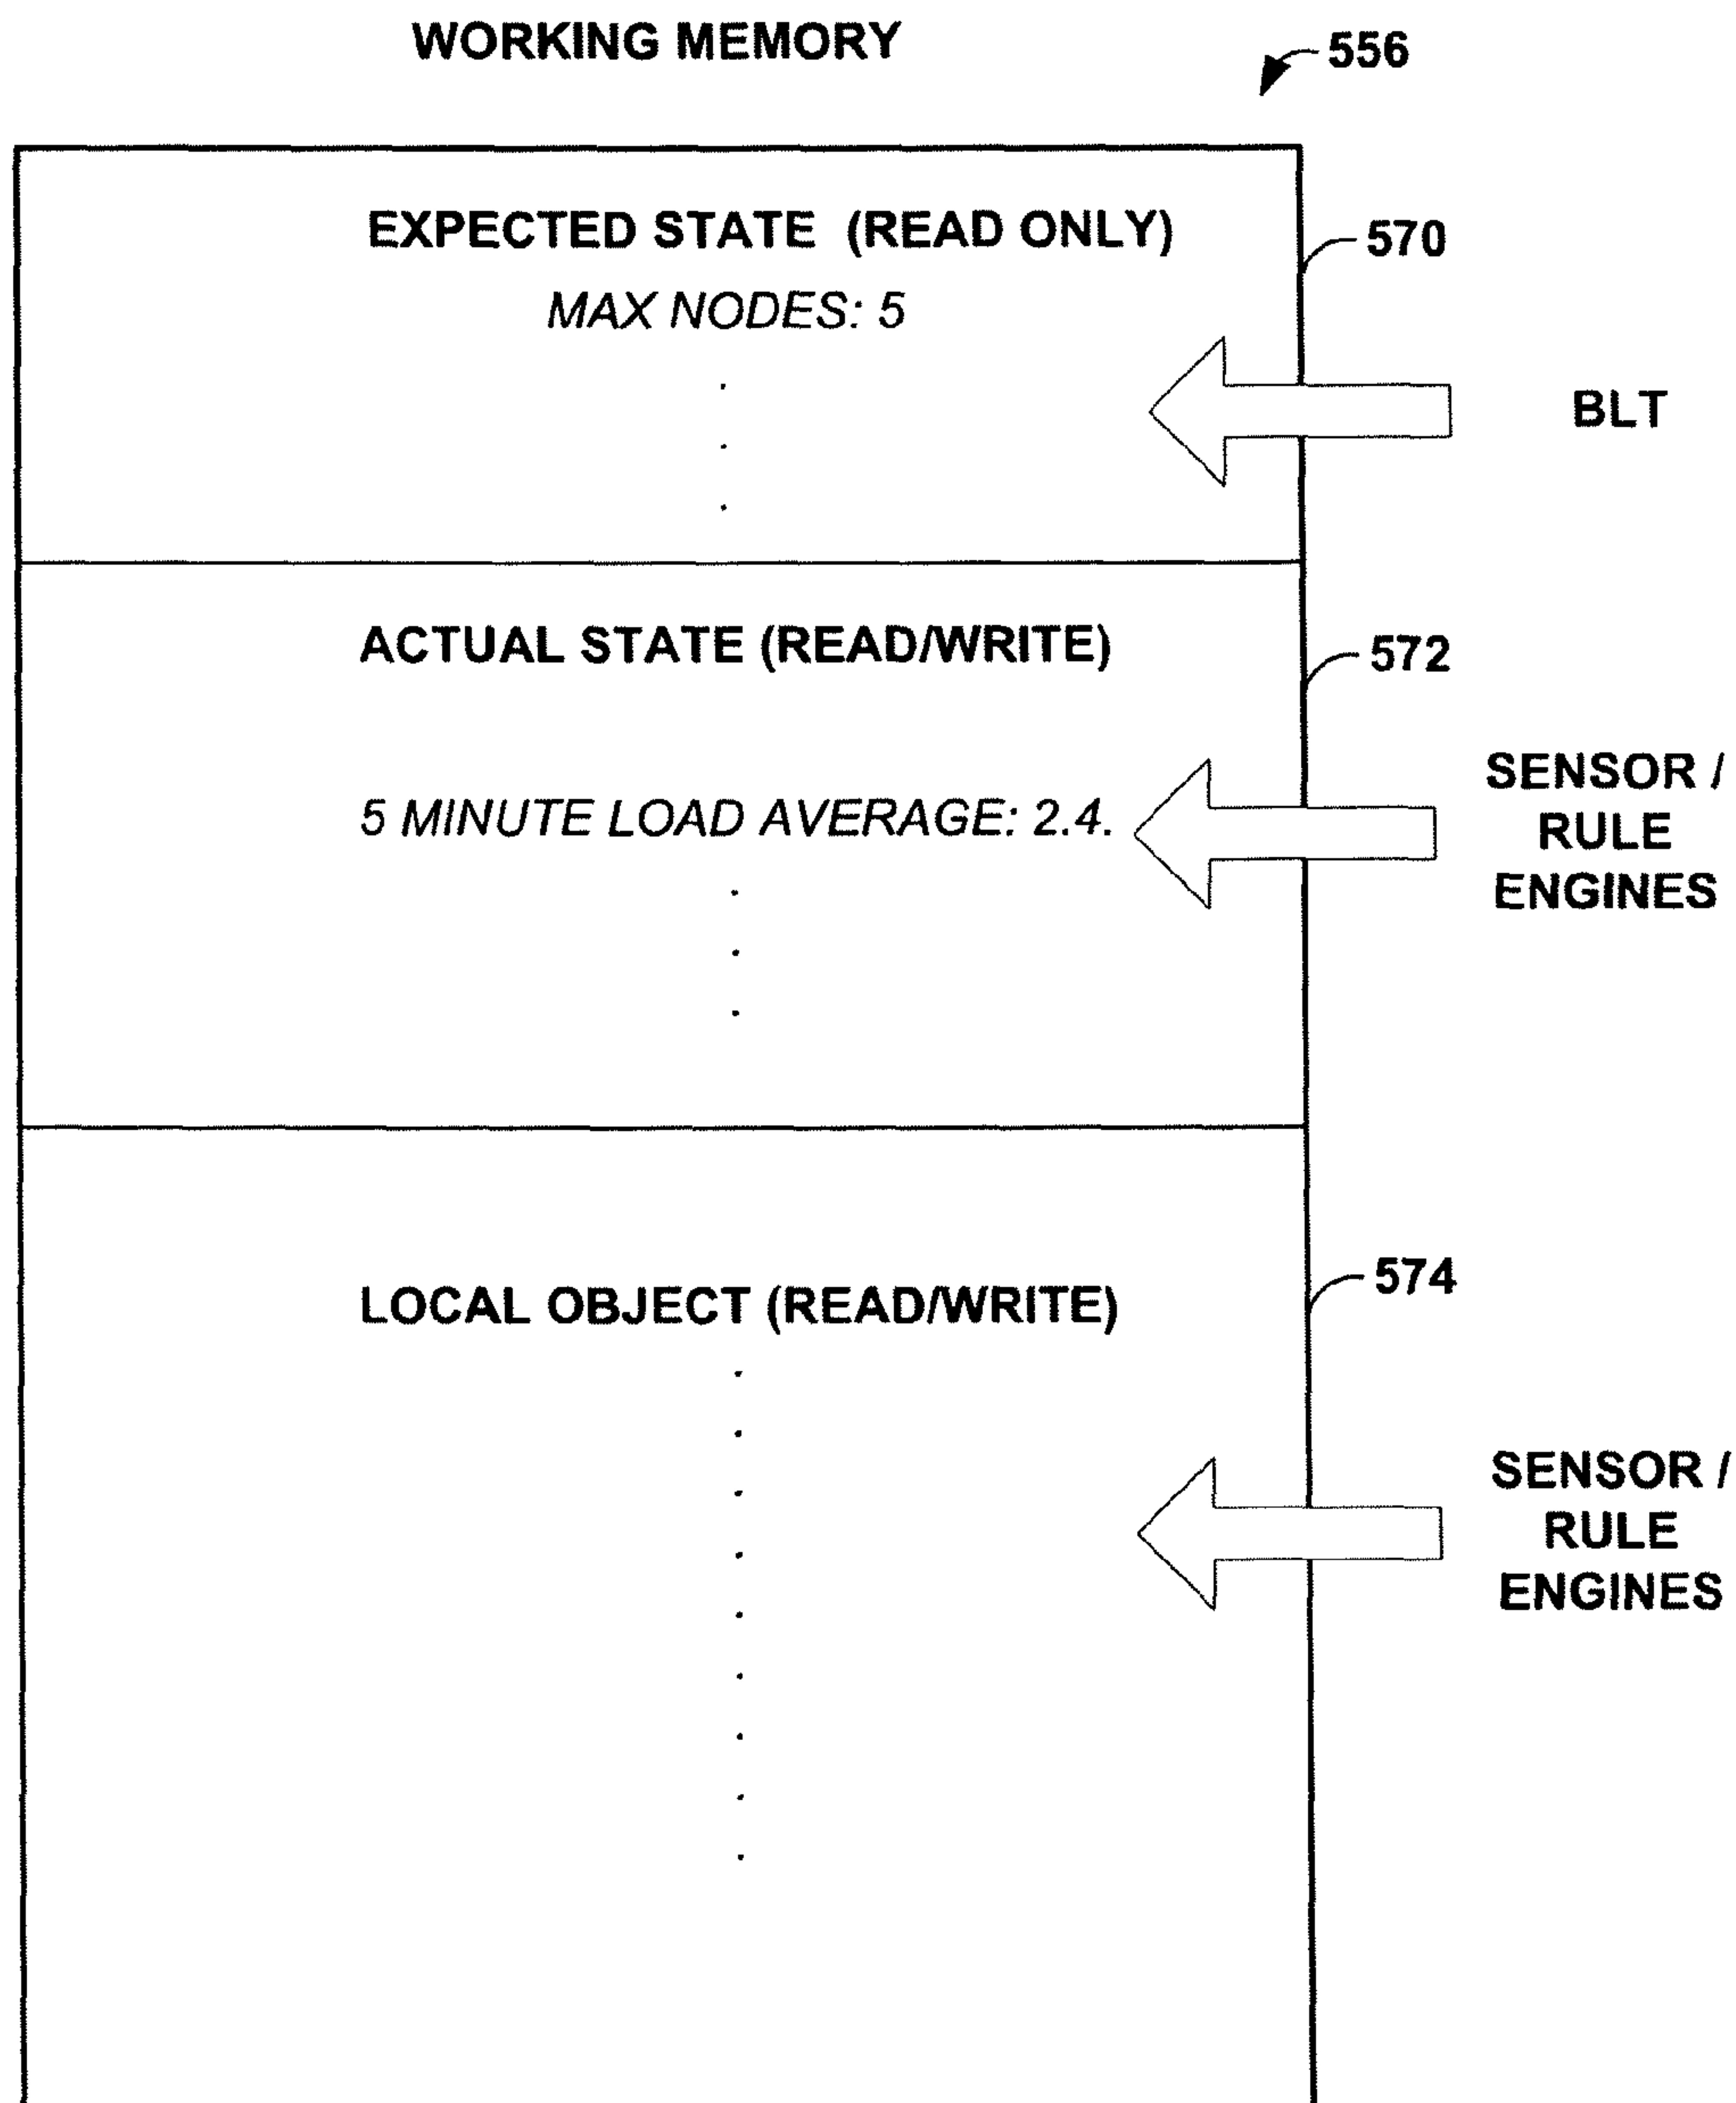 WORKING MEMORY
556
EXPECTED STATE (READ ONLY)
570
MAX NODES: 5
BLT
ACTUAL STATE (READ/WRITE)
572
SENSOR /
RULE
ENGINES
5 MINUTE LOAD AVERAGE: 2.4.
574
LOCAL OBJECT (READ/WRITE)
SENSOR /
RULE
ENGINES